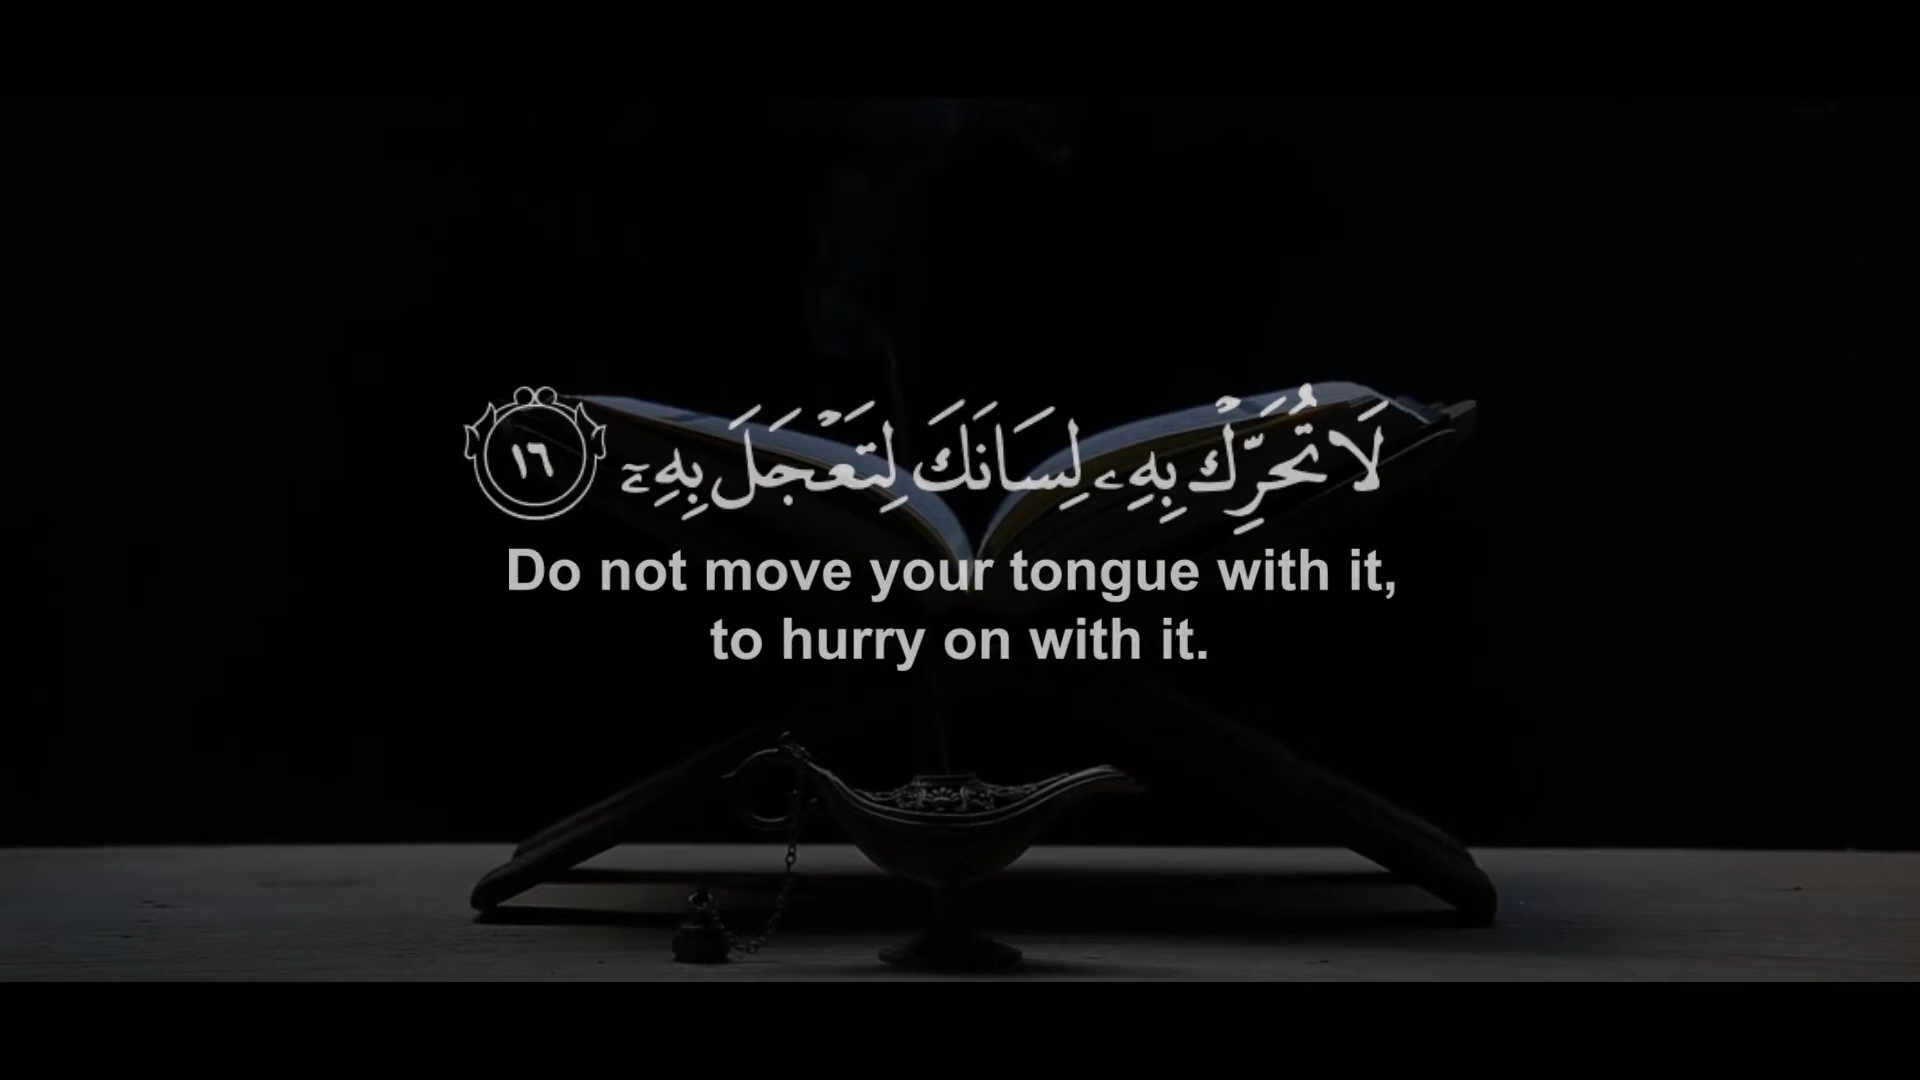 لَا تُحَرِّكْ بِهِۦ لِسَانَكَ لِتَعْجَلَ بِهِۦٓ ١٦
Do not move your tongue with it,
to hurry on with it.